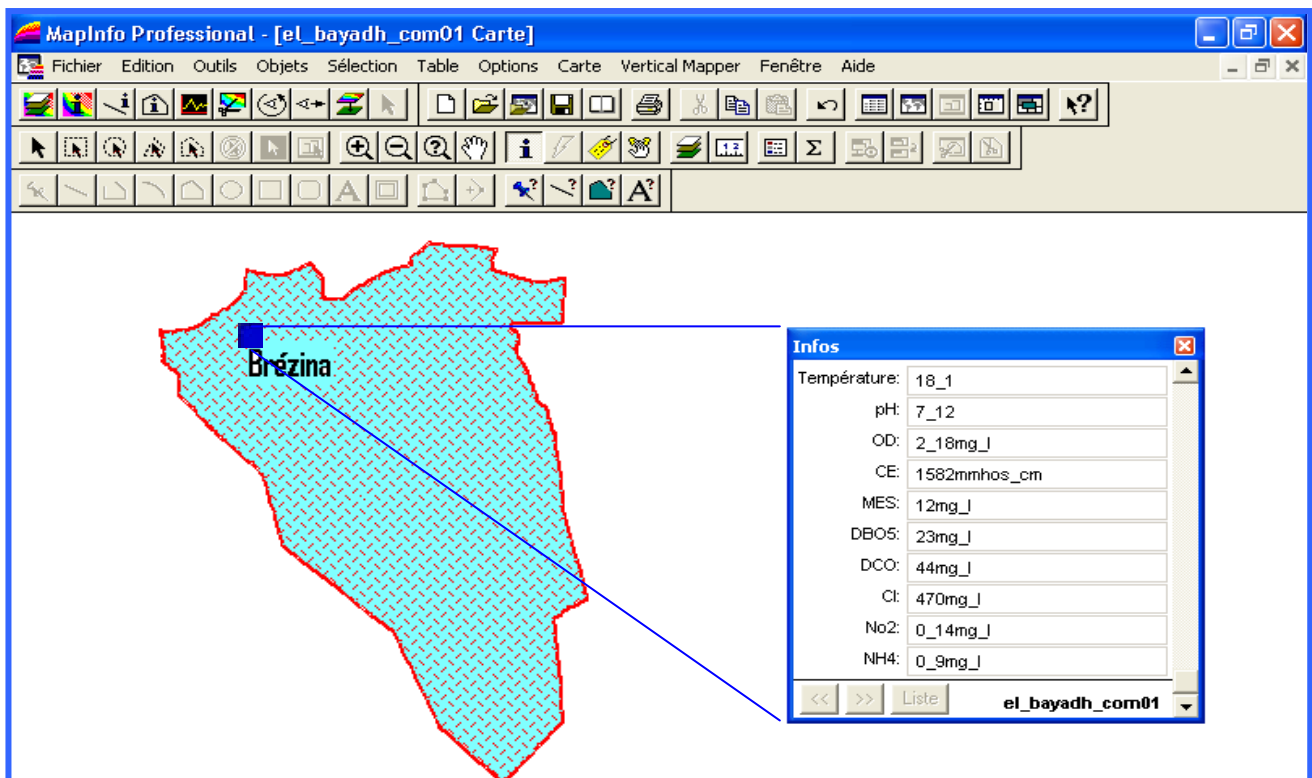 MapInfo Professional - [el_bayadh_com01 Carte]
Fichier Edition Outils Objets Sélection Table Options Carte Vertical Mapper Fenêtre Aide
Brézina
Infos
Température: 18_1
pH: 7_12
OD: 2_18mg_l
CE: 1582mmhos_cm
MES: 12mg_l
DBO5: 23mg_l
DCO: 44mg_l
Cl: 470mg_l
No2: 0_14mg_l
NH4: 0_9mg_l
<< >> Liste el_bayadh_com01